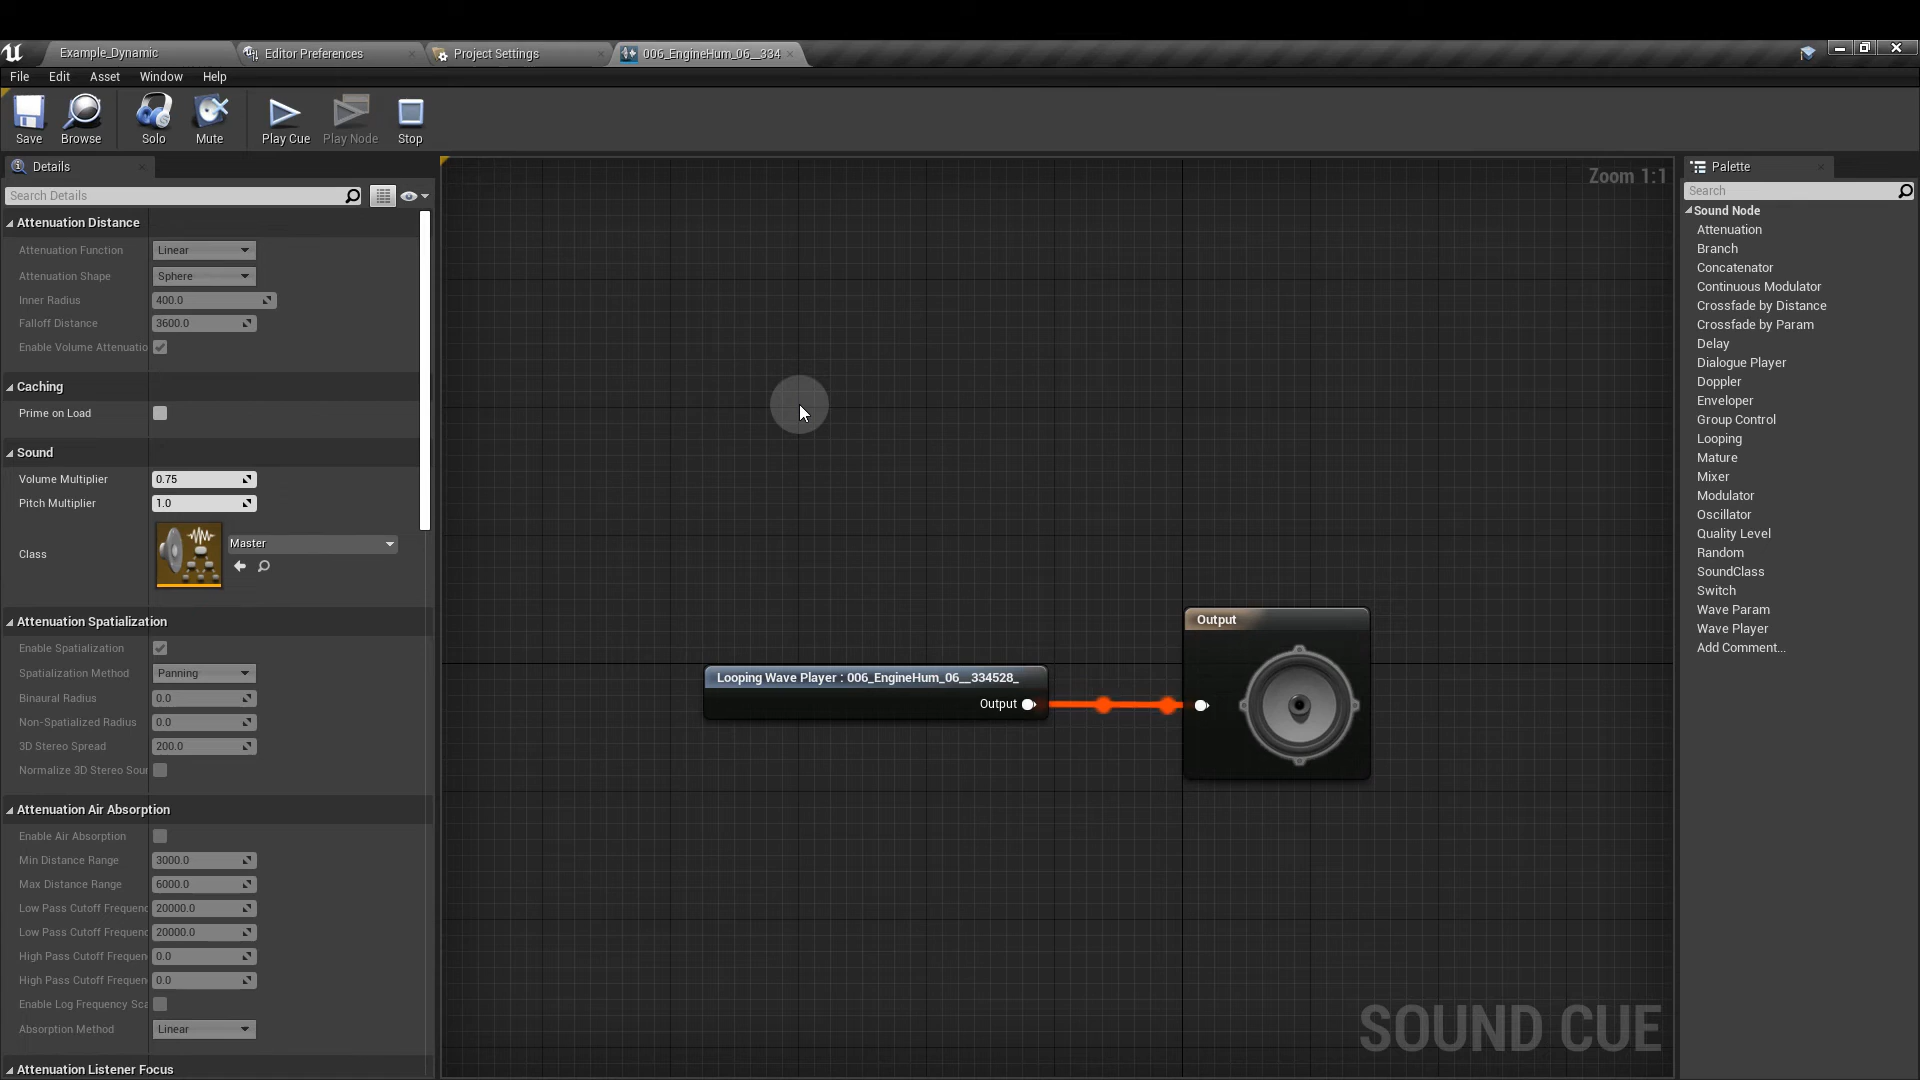 Example_Dynamic
Editor Preferences
Project Settings
006_EngineHum_06__334
File
Edit
Asset
Window
Help
Save
Browse
Solo
Mute
Play Cue
Play Node
Stop
Details
Search Details
Attenuation Distance
Attenuation Function
Linear
Attenuation Shape
Sphere
Inner Radius
400.0
Falloff Distance
3600.0
Enable Volume Attenuatio
Caching
Prime on Load
Sound
Volume Multiplier
0.75
Pitch Multiplier
1.0
Class
Master
Attenuation Spatialization
Enable Spatialization
Spatialization Method
Panning
Binaural Radius
0.0
Non-Spatialized Radius
0.0
3D Stereo Spread
200.0
Normalize 3D Stereo Sour
Attenuation Air Absorption
Enable Air Absorption
Min Distance Range
3000.0
Max Distance Range
6000.0
Low Pass Cutoff Frequenc
20000.0
Low Pass Cutoff Frequenc
20000.0
High Pass Cutoff Frequen
0.0
High Pass Cutoff Frequen
0.0
Enable Log Frequency Sca
Absorption Method
Linear
Attenuation Listener Focus
Zoom 1:1
Looping Wave Player : 006_EngineHum_06__334528_
Output
Output
SOUND CUE
Palette
Search
Sound Node
Attenuation
Branch
Concatenator
Continuous Modulator
Crossfade by Distance
Crossfade by Param
Delay
Dialogue Player
Doppler
Enveloper
Group Control
Looping
Mature
Mixer
Modulator
Oscillator
Quality Level
Random
SoundClass
Switch
Wave Param
Wave Player
Add Comment...